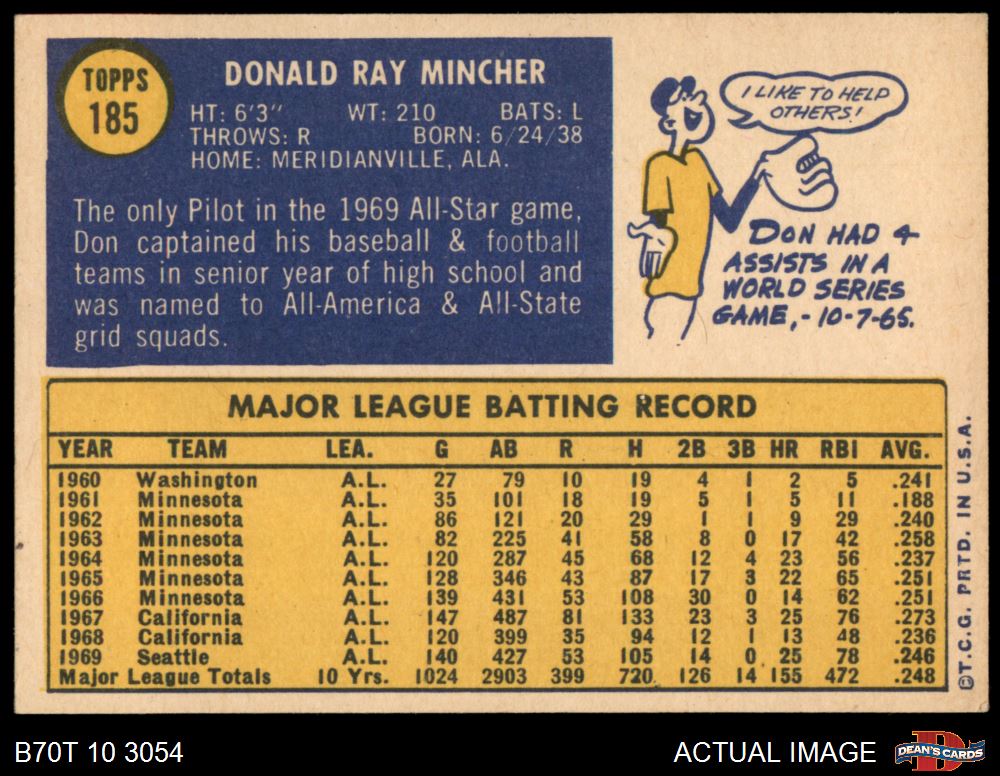 TOPPS
185
DONALD RAY MINCHER
HT: 6'3" WT: 210 BATS: L
THROWS: R BORN: 6/24/38
HOME: MERIDIANVILLE, ALA.
The only Pilot in the 1969 All-Star game,
Don captained his baseball & football
teams in senior year of high school and
was named to All-America & All-State
grid squads.
I LIKE TO HELP
OTHERS!
DON HAD 4
ASSISTS IN A
WORLD SERIES
GAME,- 10-7-65.
MAJOR LEAGUE BATTING RECORD
YEAR TEAM LEA. G AB R H 2B 3B HR RBI AVG.
1960 Washington A.L. 27 79 10 19 4 1 2 5 .241
1961 Minnesota A.L. 35 101 18 19 5 1 5 11 .188
1962 Minnesota A.L. 86 121 20 29 1 1 9 29 .240
1963 Minnesota A.L. 82 225 41 58 8 0 17 42 .258
1964 Minnesota A.L. 120 287 45 68 12 4 23 56 .237
1965 Minnesota A.L. 128 346 43 87 17 3 22 65 .251
1966 Minnesota A.L. 139 431 53 108 30 0 14 62 .251
1967 California A.L. 147 487 81 133 23 3 25 76 .273
1968 California A.L. 120 399 35 94 12 1 13 48 .236
1969 Seattle A.L. 140 427 53 105 14 0 25 78 .246
Major League Totals 10 Yrs. 1024 2903 399 720 126 14 155 472 .248
©T.C.G. PRTD. IN U.S.A.
B70T 10 3054
ACTUAL IMAGE
D
DEAN'S CARDS